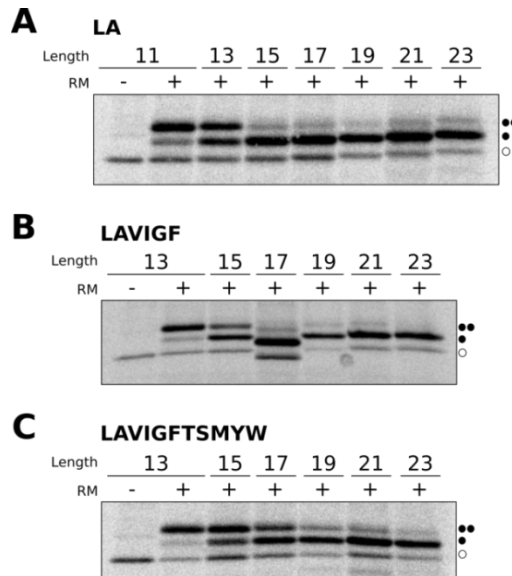 A
LA
Length 11 13 15 17 19 21 23
RM - + + + + + + +
B
LAVIGF
Length 13 15 17 19 21 23
RM - + + + + + +
C
LAVIGFTSMYW
Length 13 15 17 19 21 23
RM - + + + + + +